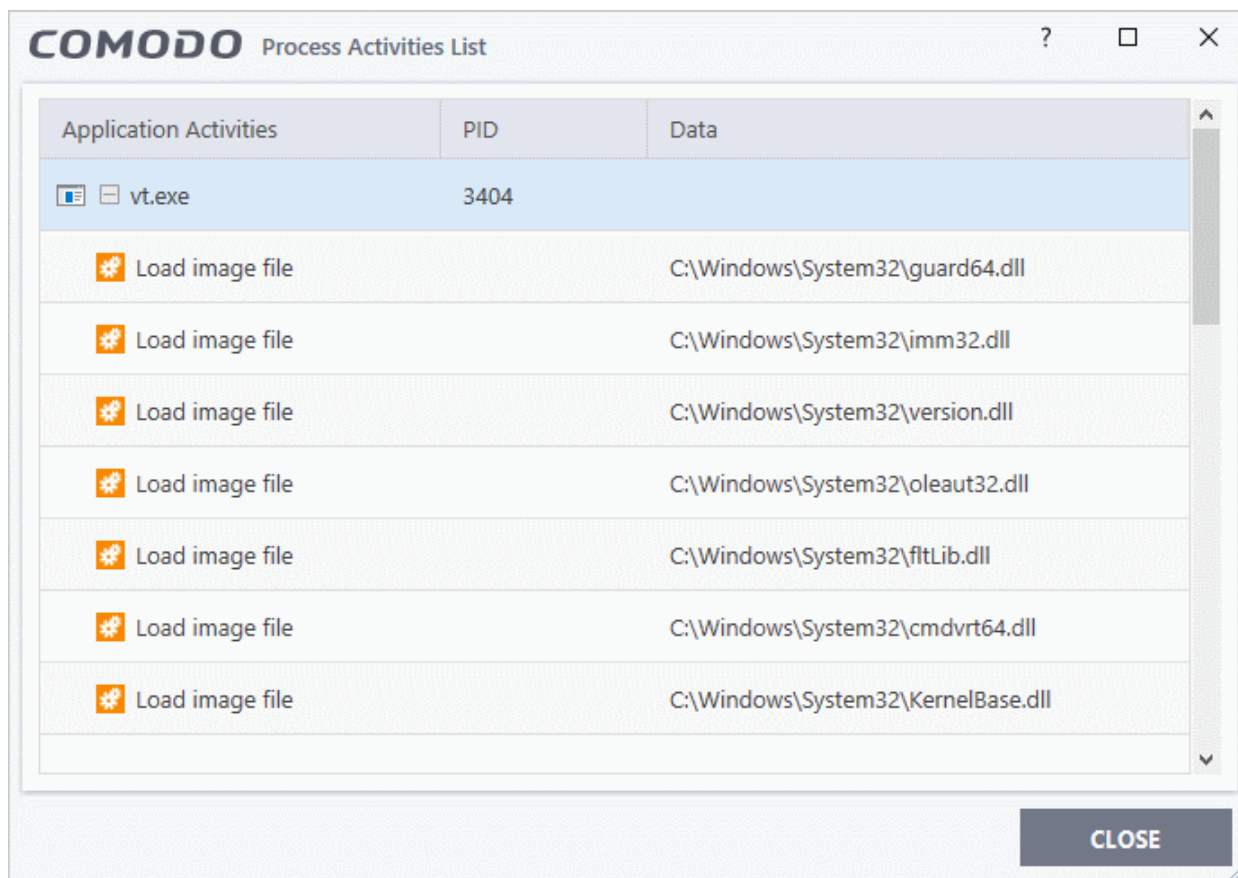 COMODO Process Activities List ?
Application Activities PID Data
vt.exe 3404
Load image file C:\Windows\System32\guard64.dll
Load image file C:\Windows\System32\imm32.dll
Load image file C:\Windows\System32\version.dll
Load image file C:\Windows\System32\oleaut32.dll
Load image file C:\Windows\System32\fltLib.dll
Load image file C:\Windows\System32\cmdvrt64.dll
Load image file C:\Windows\System32\KernelBase.dll
CLOSE